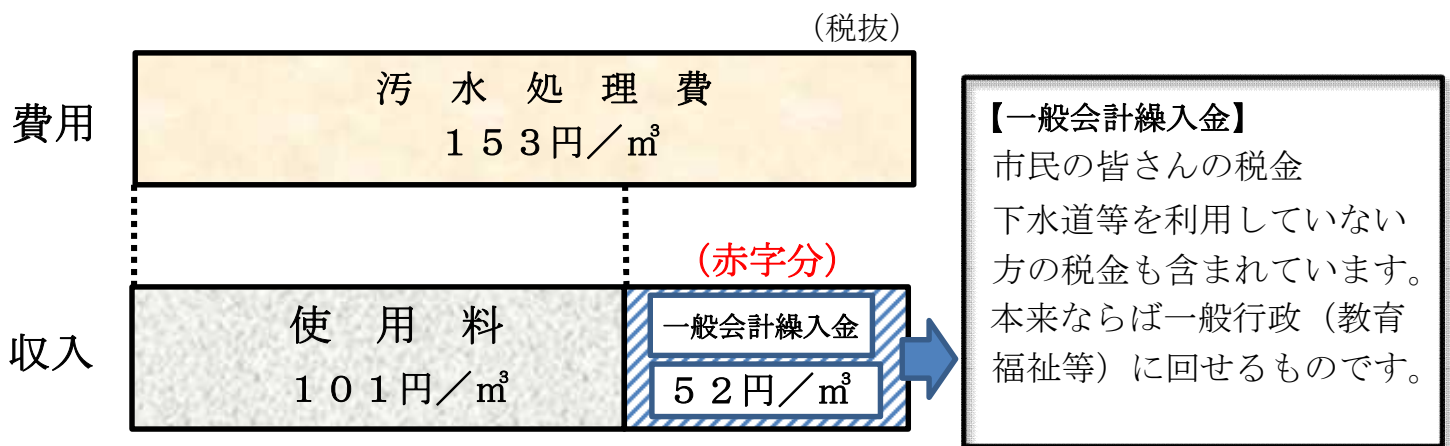 （税抜）
費用
汚水処理費
１５３円／㎥
（赤字分）
収入
使用料
１０１円／㎥
一般会計繰入金
５２円／㎥
【一般会計繰入金】
市民の皆さんの税金
下水道等を利用していない
方の税金も含まれています。
本来ならば一般行政（教育
福祉等）に回せるものです。